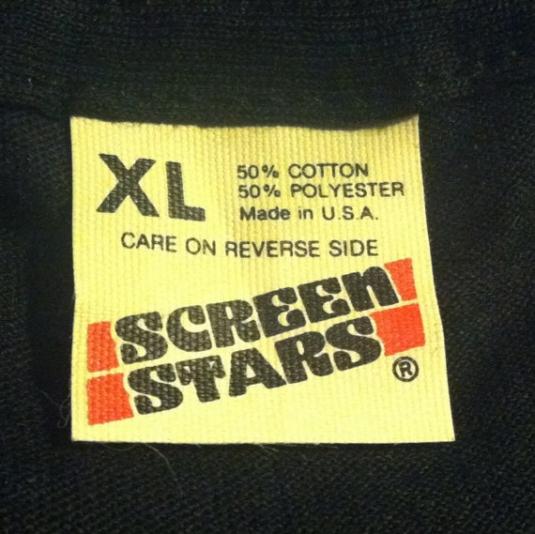 XL
50% COTTON
50% POLYESTER
Made in U.S.A.
CARE ON REVERSE SIDE
SCREEN
STARS
®